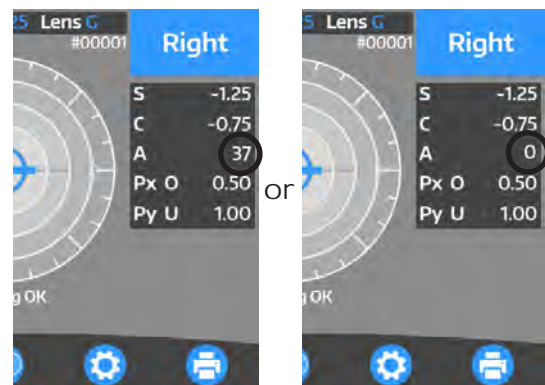 25 Lens G
#00001
Right
S -1.25
C -0.75
A 37
Px O 0.50
Py U 1.00
g OK
or
25 Lens G
#00001
Right
S -1.25
C -0.75
A 0
Px O 0.50
Py U 1.00
g OK